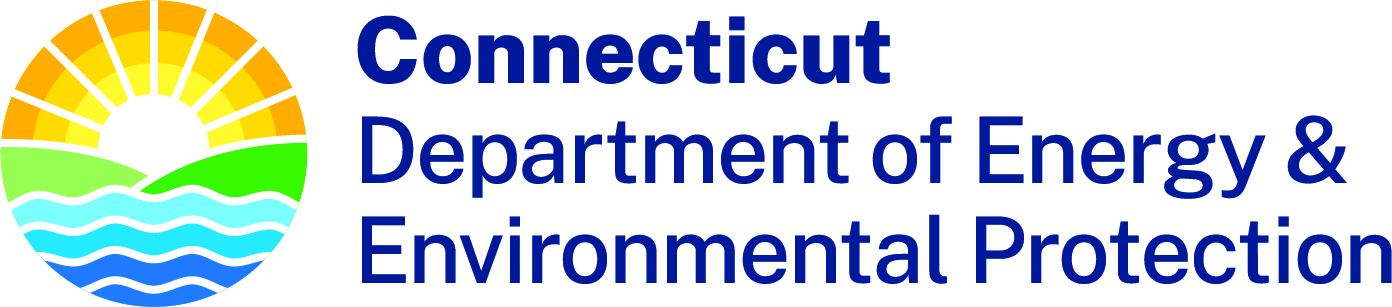 Connecticut
Department of Energy &
Environmental Protection